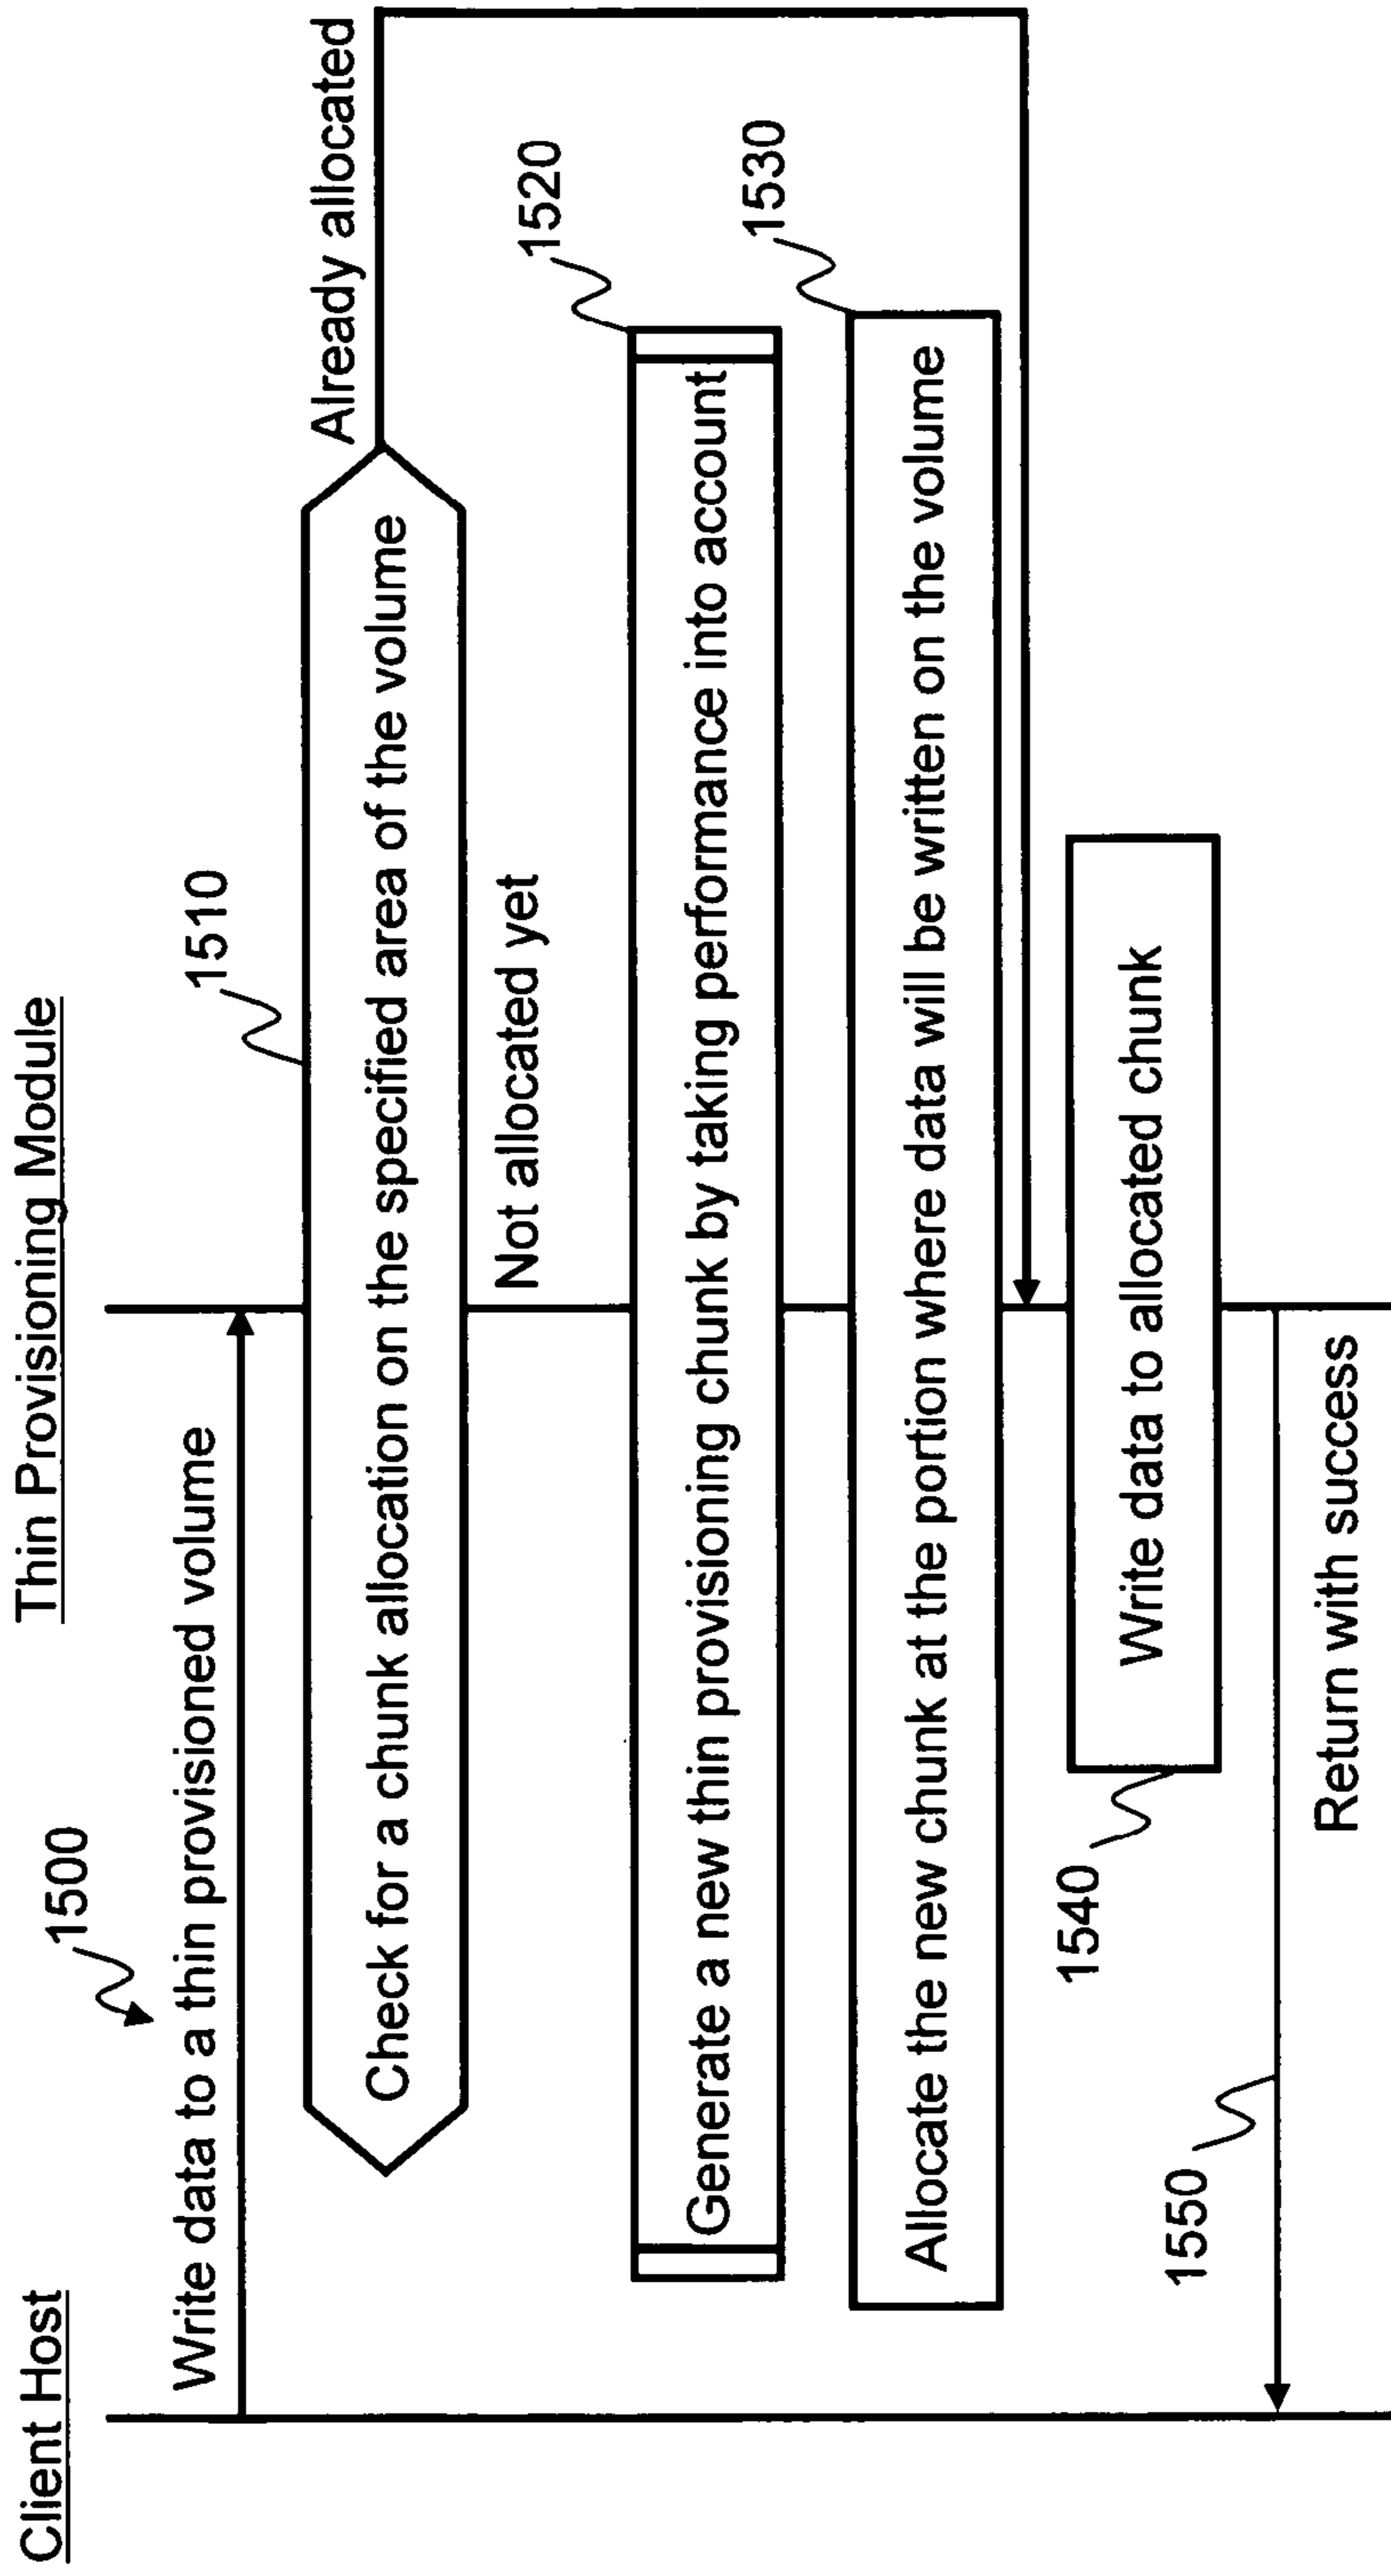 Client Host
Thin Provisioning Module
1500
Write data to a thin provisioned volume
1510
Check for a chunk allocation on the specified area of the volume
Already allocated
Not allocated yet
1520
Generate a new thin provisioning chunk by taking performance into account
1530
Allocate the new chunk at the portion where data will be written on the volume
1540
Write data to allocated chunk
1550
Return with success